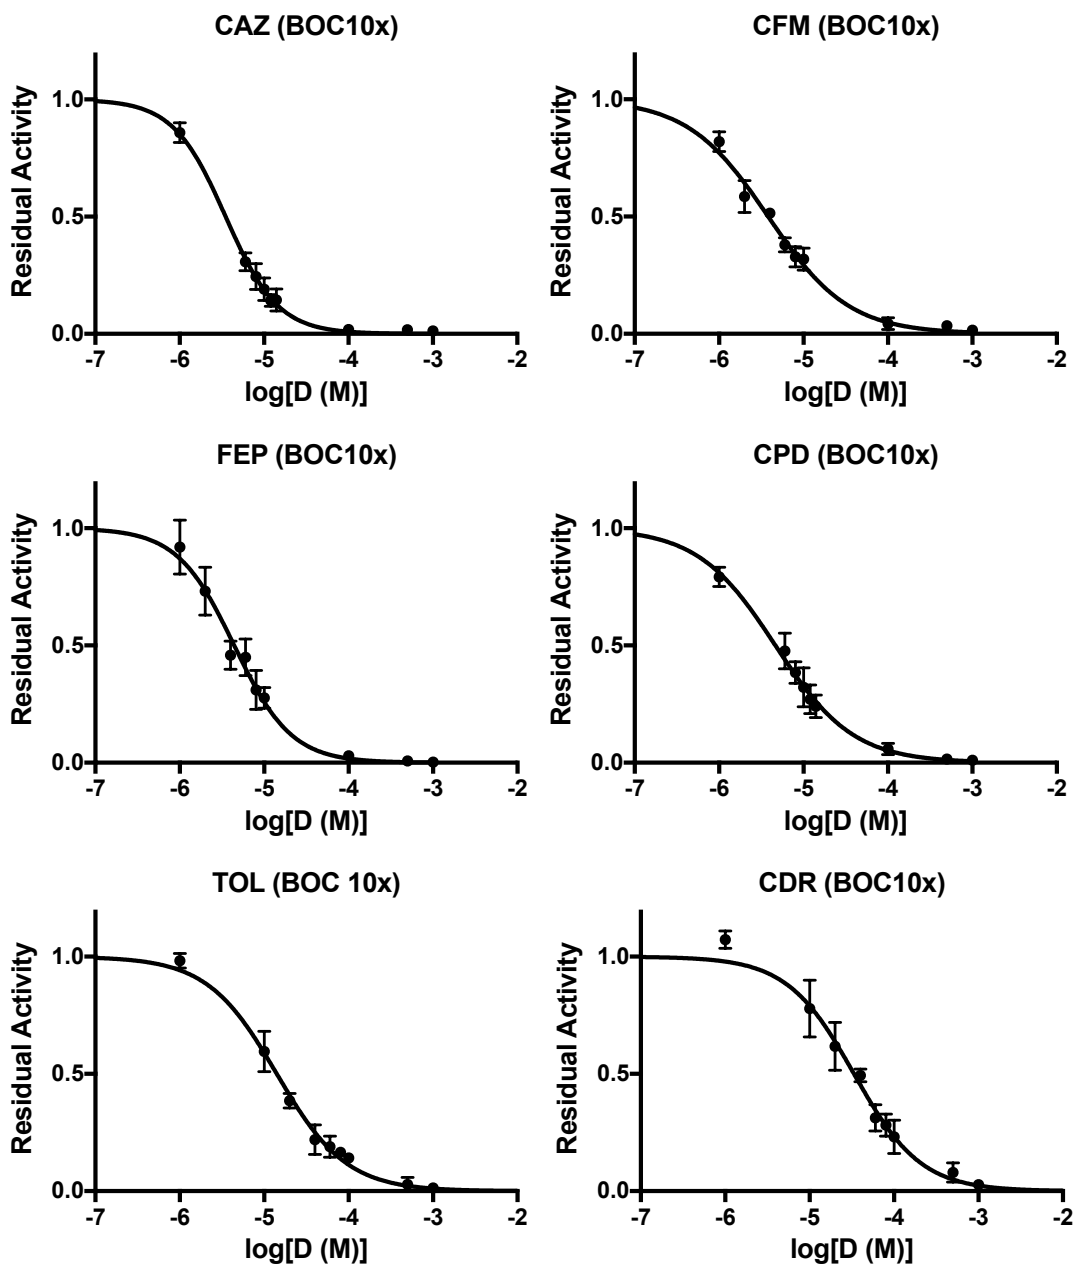 CAZ (BOC10x)
Residual Activity
1.0
0.5
0.0
-7 -6 -5 -4 -3 -2
log[D (M)]
CFM (BOC10x)
Residual Activity
1.0
0.5
0.0
-7 -6 -5 -4 -3 -2
log[D (M)]
FEP (BOC10x)
Residual Activity
1.0
0.5
0.0
-7 -6 -5 -4 -3 -2
log[D (M)]
CPD (BOC10x)
Residual Activity
1.0
0.5
0.0
-7 -6 -5 -4 -3 -2
log[D (M)]
TOL (BOC 10x)
Residual Activity
1.0
0.5
0.0
-7 -6 -5 -4 -3 -2
log[D (M)]
CDR (BOC10x)
Residual Activity
1.0
0.5
0.0
-7 -6 -5 -4 -3 -2
log[D (M)]